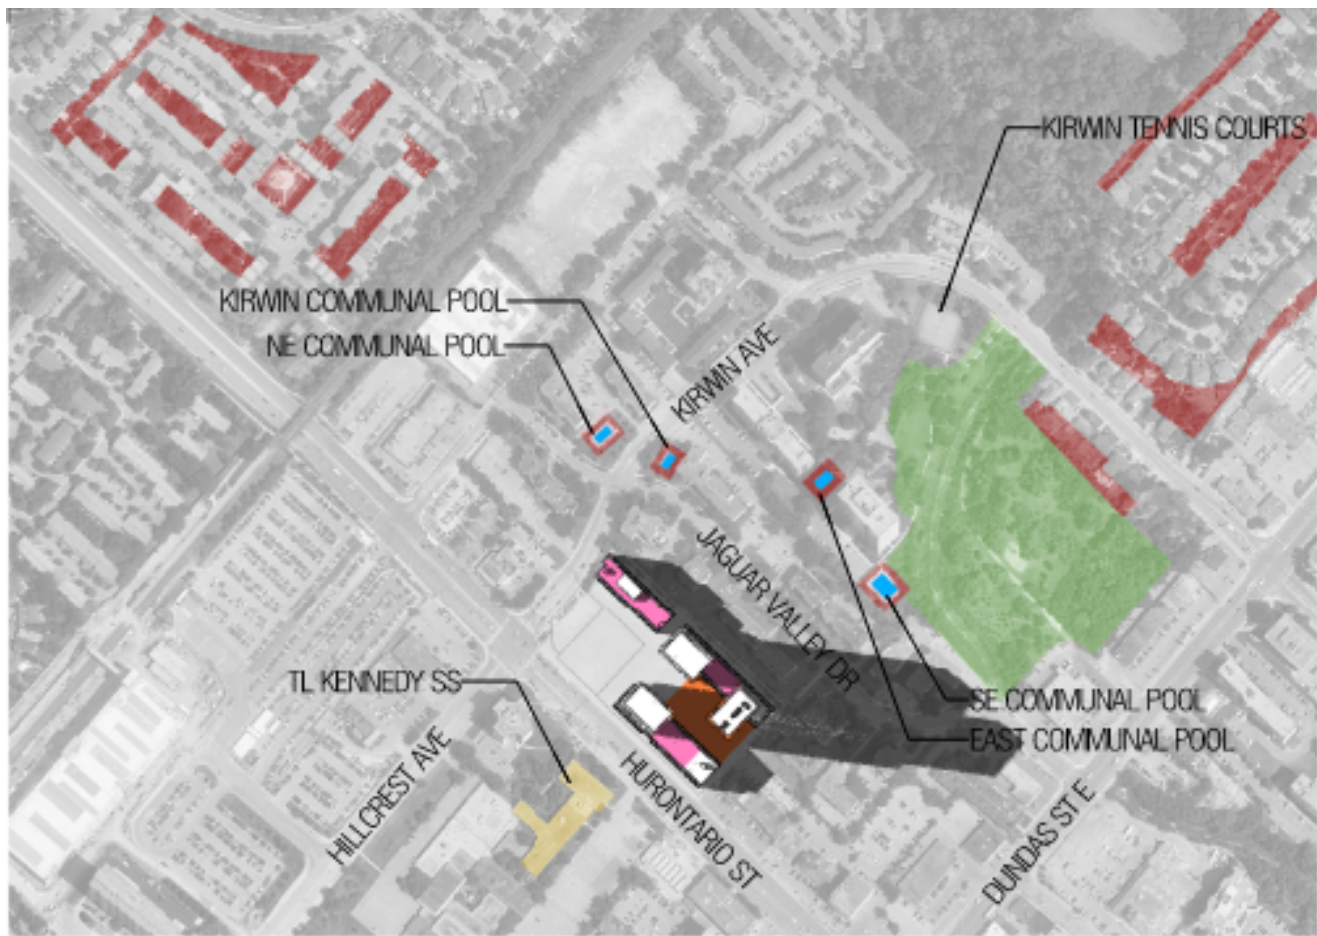 KIRWIN TENNIS COURTS
KIRWIN COMMUNAL POOL
NE COMMUNAL POOL
KIRWIN AVE
JAGUAR VALLEY DR
TL KENNEDY SS
SE COMMUNAL POOL
EAST COMMUNAL POOL
HILLCREST AVE
HURONTARIO ST
DUNDAS ST E